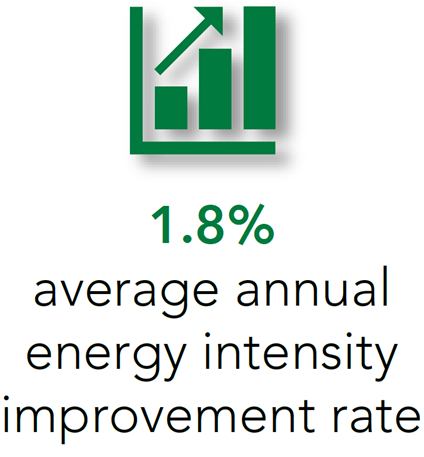 1.8%
average annual
energy intensity
improvement rate